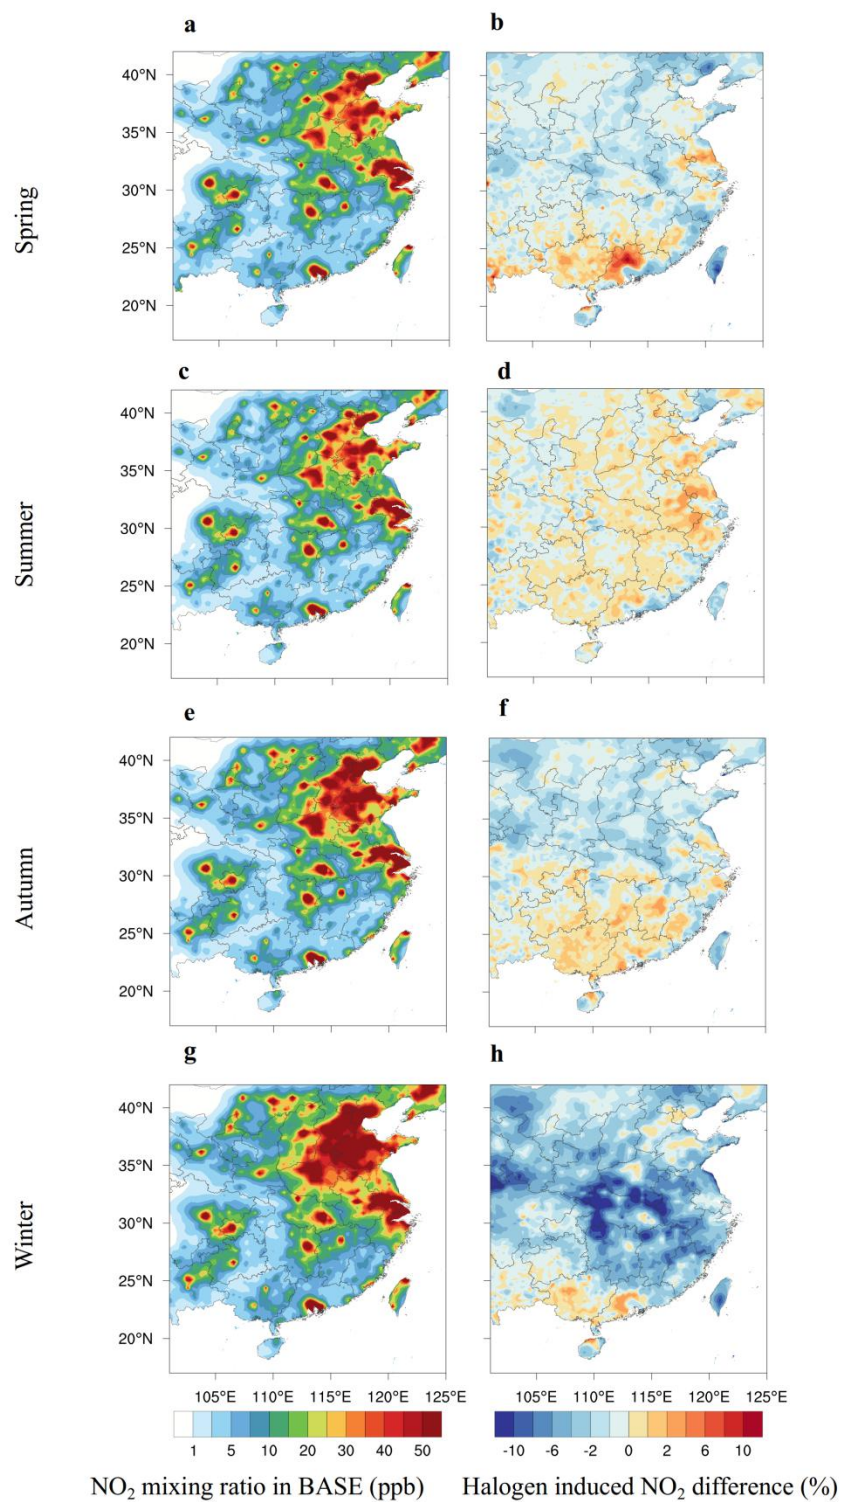 a b
40°N
35°N
30°N
25°N
20°N
Spring
c d
40°N
35°N
30°N
25°N
20°N
Summer
e f
40°N
35°N
30°N
25°N
20°N
Autumn
g h
40°N
35°N
30°N
25°N
20°N
Winter
105°E 110°E 115°E 120°E 125°E 105°E 110°E 115°E 120°E 125°E
1 5 10 20 30 40 50 -10 -6 -2 0 2 6 10
NO₂ mixing ratio in BASE (ppb) Halogen induced NO₂ difference (%)